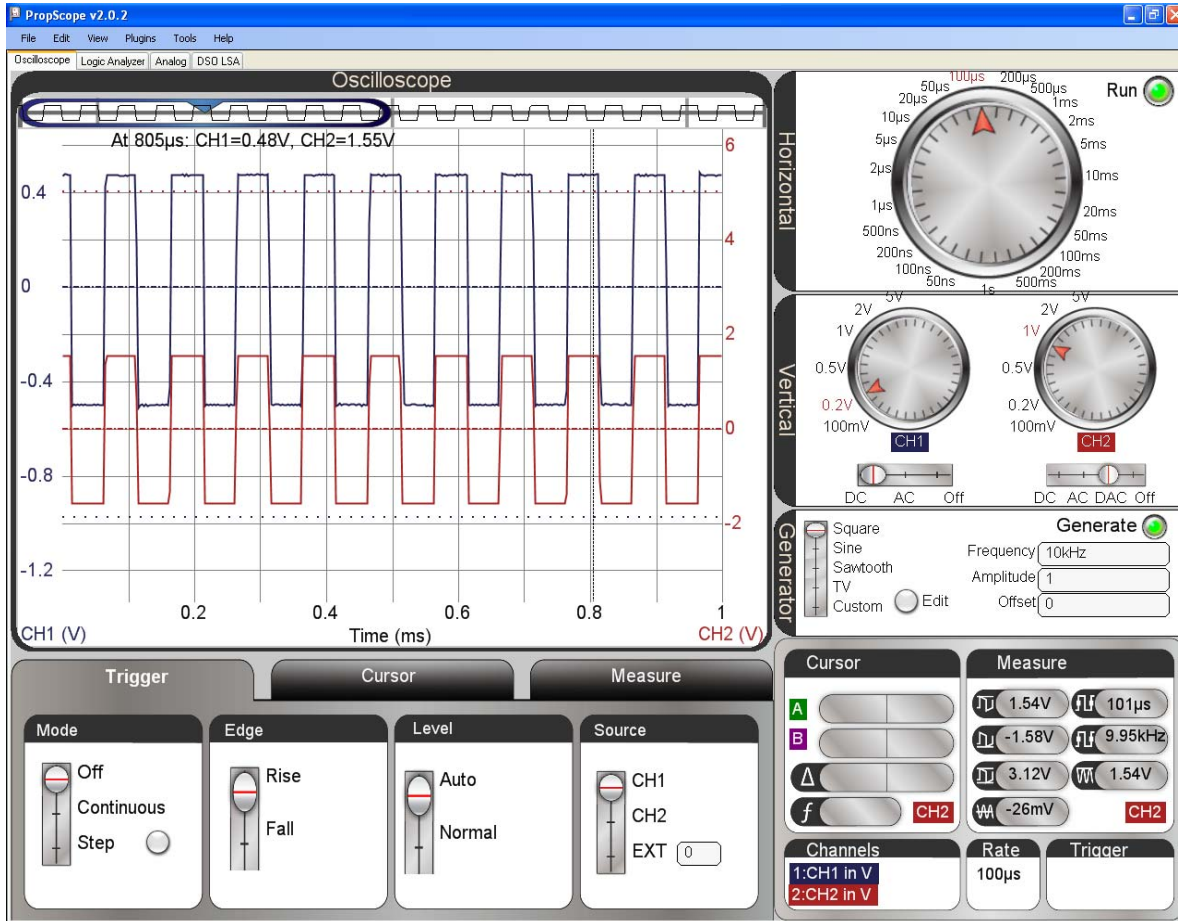 PropScope v2.0.2
File Edit View Plugins Tools Help
Oscilloscope Logic Analyzer Analog DSO LSA
Oscilloscope
At 805µs: CH1=0.48V, CH2=1.55V
0.4
0
-0.4
-0.8
-1.2
6
4
2
0
-2
0.2 0.4 0.6 0.8 1
CH1 (V) Time (ms) CH2 (V)
Horizontal
Run
50ns
100ns
200ns
500ns
1µs
2µs
5µs
10µs
20µs
50µs
100µs
200µs
500µs
1ms
2ms
5ms
10ms
20ms
50ms
100ms
200ms
500ms
1s
Vertical
5V
2V
1V
0.5V
0.2V
100mV
CH1
DC AC Off
5V
2V
1V
0.5V
0.2V
100mV
CH2
DC AC DAC Off
Generator
Square
Sine
Sawtooth
TV
Custom
Edit
Generate
Frequency 10kHz
Amplitude 1
Offset 0
Trigger
Cursor
Measure
Mode
Off
Continuous
Step
Edge
Rise
Fall
Level
Auto
Normal
Source
CH1
CH2
EXT 0
Cursor
A
B
Δ
f CH2
Measure
1.54V 101µs
-1.58V 9.95kHz
3.12V 1.54V
-26mV CH2
Channels
1:CH1 in V
2:CH2 in V
Rate
100µs
Trigger